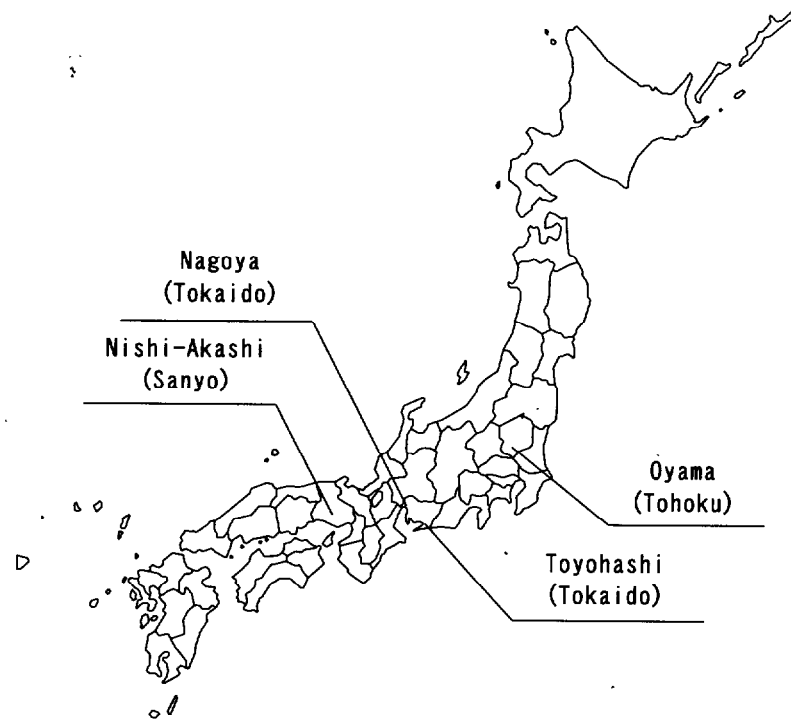 Nagoya
(Tokaido)
Nishi-Akashi
(Sanyo)
Oyama
(Tohoku)
Toyohashi
(Tokaido)